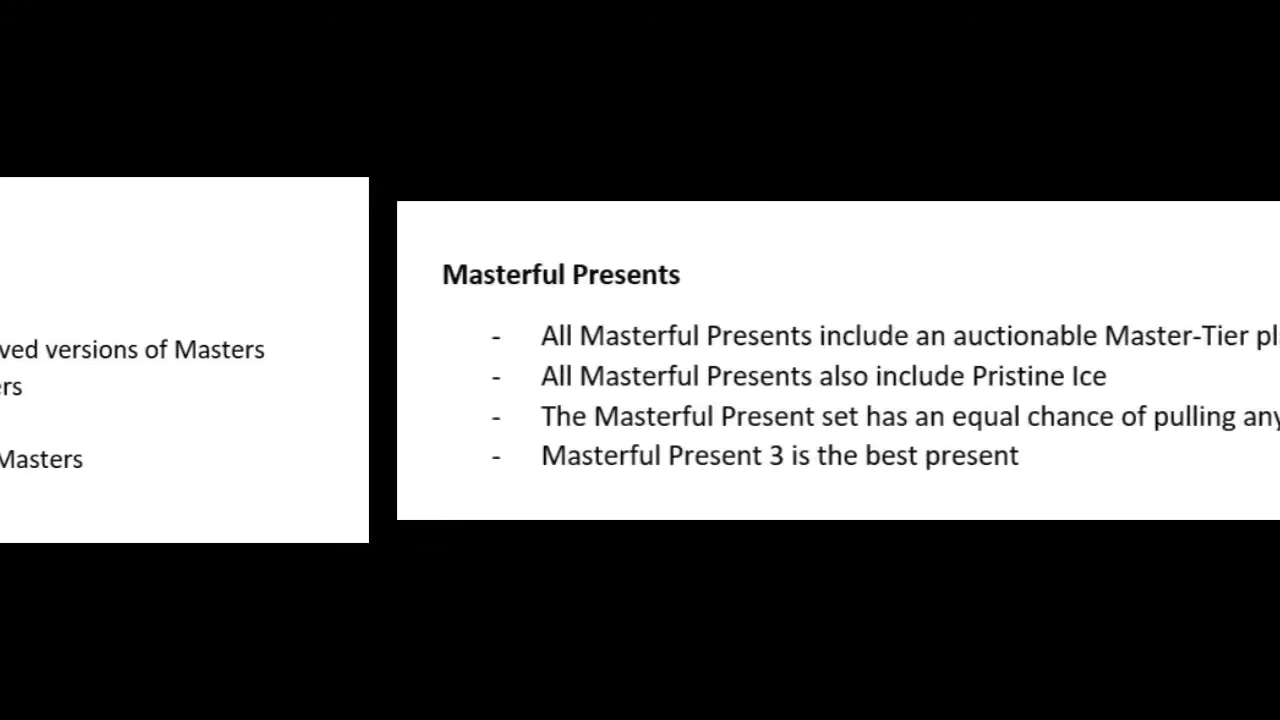 ved versions of Masters
ers
Masters
Masterful Presents
- All Masterful Presents include an auctionable Master-Tier
- All Masterful Presents also include Pristine Ice
- The Masterful Present set has an equal chance of pulling any
- Masterful Present 3 is the best present